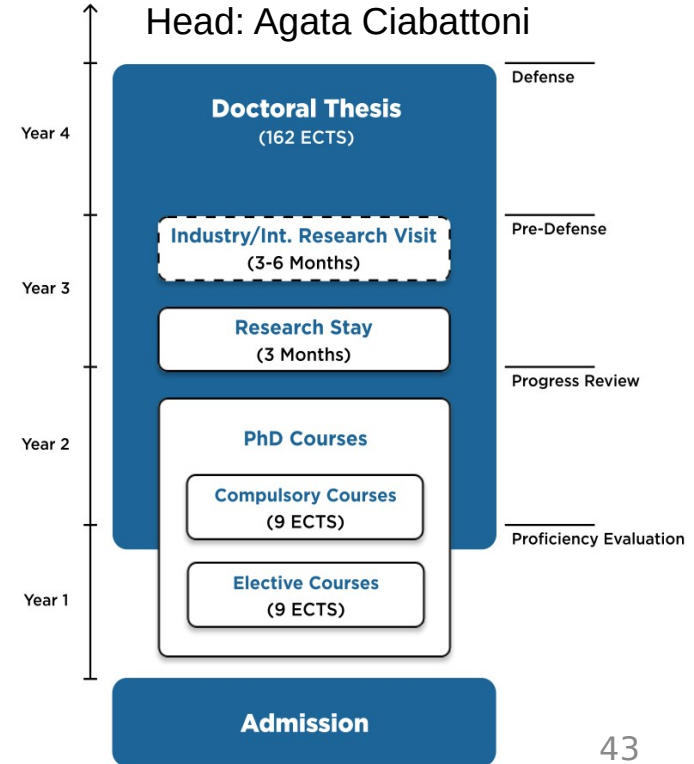 Head: Agata Ciabattoni
Defense
Doctoral Thesis
(162 ECTS)
Year 4
Pre-Defense
Industry/Int. Research Visit
(3-6 Months)
Year 3
Research Stay
(3 Months)
Progress Review
Year 2
PhD Courses
Compulsory Courses
(9 ECTS)
Proficiency Evaluation
Elective Courses
(9 ECTS)
Year 1
Admission
43